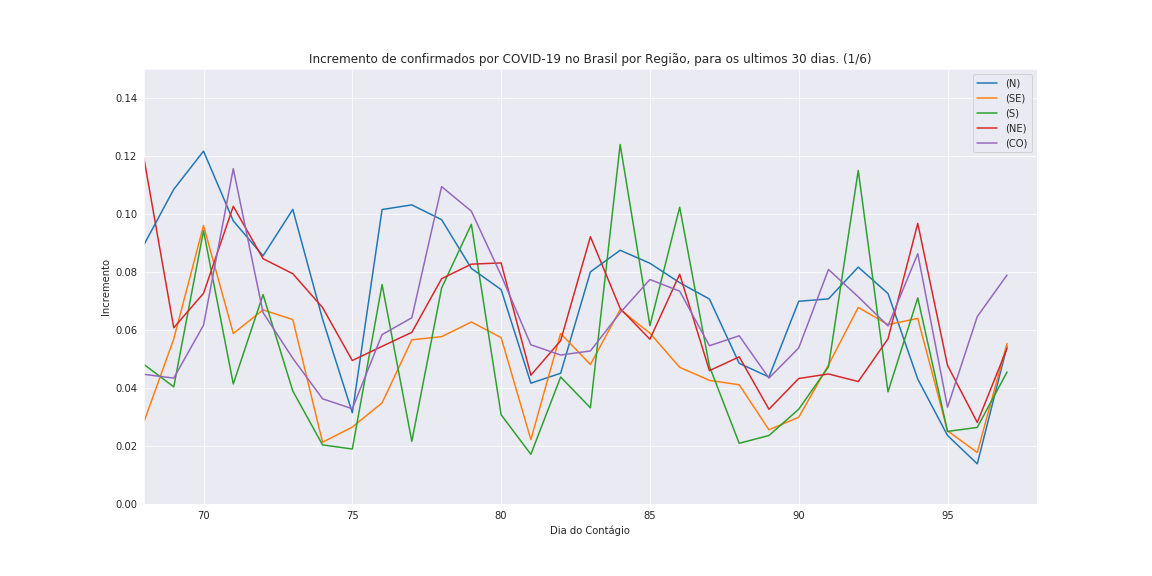 Incremento de confirmados por COVID-19 no Brasil por Região, para os ultimos 30 dias. (1/6)
(N)
(SE)
(S)
(NE)
(CO)
Incremento
0.14
0.12
0.10
0.08
0.06
0.04
0.02
0.00
70 75 80 85 90 95
Dia do Contágio